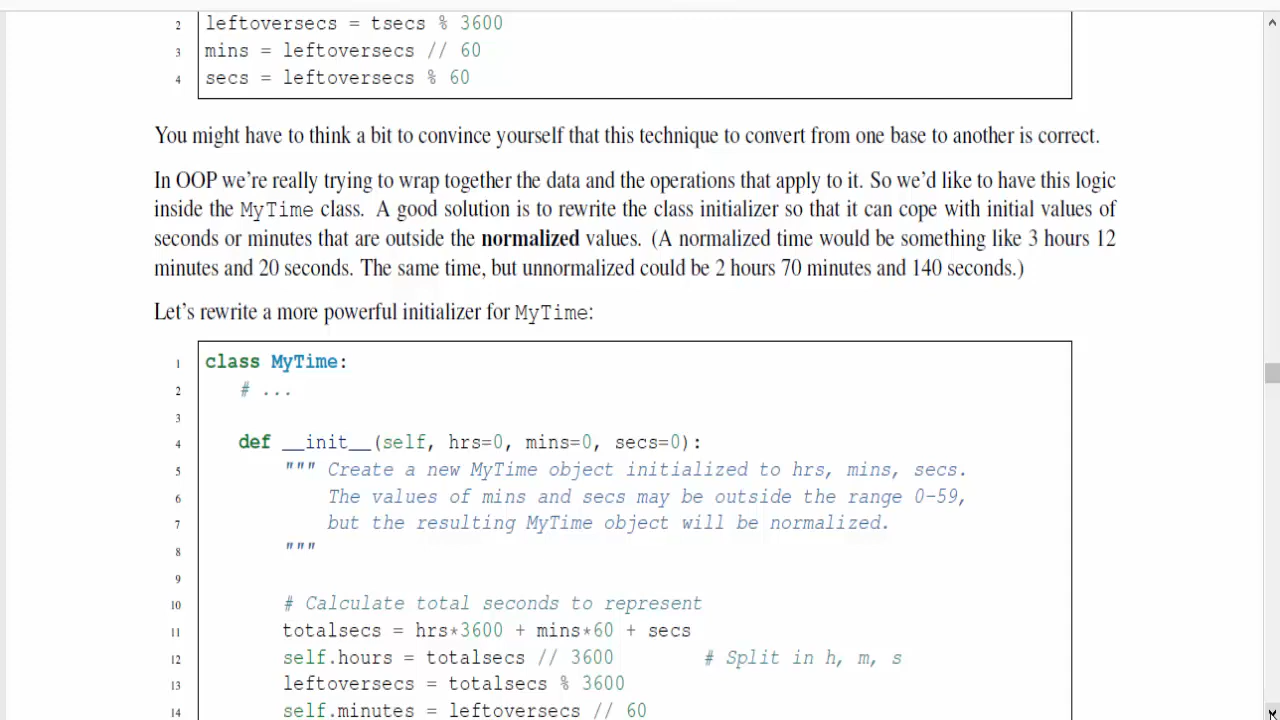 2 leftoversecs = tsecs % 3600
3 mins = leftoversecs // 60
4 secs = leftoversecs % 60
You might have to think a bit to convince yourself that this technique to convert from one base to another is correct.
In OOP we're really trying to wrap together the data and the operations that apply to it. So we'd like to have this logic
inside the MyTime class. A good solution is to rewrite the class initializer so that it can cope with initial values of
seconds or minutes that are outside the normalized values. (A normalized time would be something like 3 hours 12
minutes and 20 seconds. The same time, but unnormalized could be 2 hours 70 minutes and 140 seconds.)
Let's rewrite a more powerful initializer for MyTime:
1 class MyTime:
2 # ...
3
4 def __init__(self, hrs=0, mins=0, secs=0):
5 """ Create a new MyTime object initialized to hrs, mins, secs.
6 The values of mins and secs may be outside the range 0-59,
7 but the resulting MyTime object will be normalized.
8 """
9
10 # Calculate total seconds to represent
11 totalsecs = hrs*3600 + mins*60 + secs
12 self.hours = totalsecs // 3600 # Split in h, m, s
13 leftoversecs = totalsecs % 3600
14 self.minutes = leftoversecs // 60